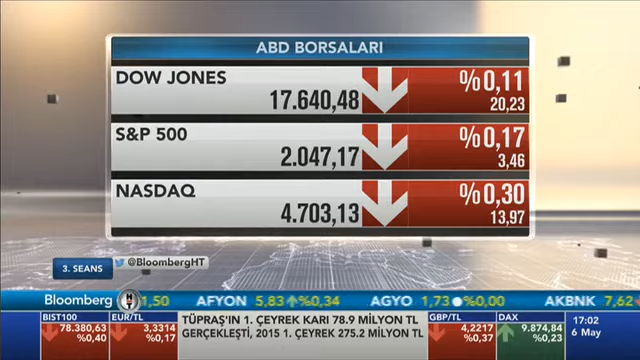 ABD BORSALARI
DOW JONES
17.640,48
%0,11
20,23
S&P 500
2.047,17
%0,17
3,46
NASDAQ
4.703,13
%0,30
13,97
3. SEANS
@BloombergHT
Bloomberg HT
1,50 AFYON 5,83 %0,34 AGYO 1,73 %0,00 AKBNK 7,62
BIST100
78.380,63
%0,40
EUR/TL
3,3314
%0,17
TÜPRAŞ'IN 1. ÇEYREK KARI 78.9 MİLYON TL
GERÇEKLEŞTİ, 2015 1. ÇEYREK 275.2 MİLYON TL
GBP/TL
4,2217
%0,37
DAX
9.874,84
%0,23
17:02
6 May